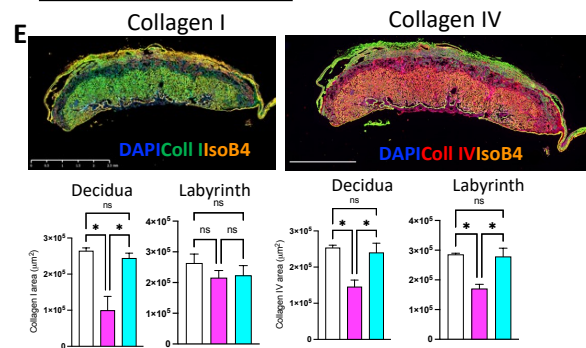 E
Collagen I
Collagen IV
DAPIColl IIsoB4
DAPIColl IVIsoB4
Decidua
Labyrinth
Decidua
Labyrinth
Collagen I area (μm²)
ns
* *
3×10⁵
2×10⁵
1×10⁵
0
ns
ns ns
4×10⁵
3×10⁵
2×10⁵
1×10⁵
0
Collagen IV area (μm²)
ns
* *
3×10⁵
2×10⁵
1×10⁵
0
ns
* *
4×10⁵
3×10⁵
2×10⁵
1×10⁵
0